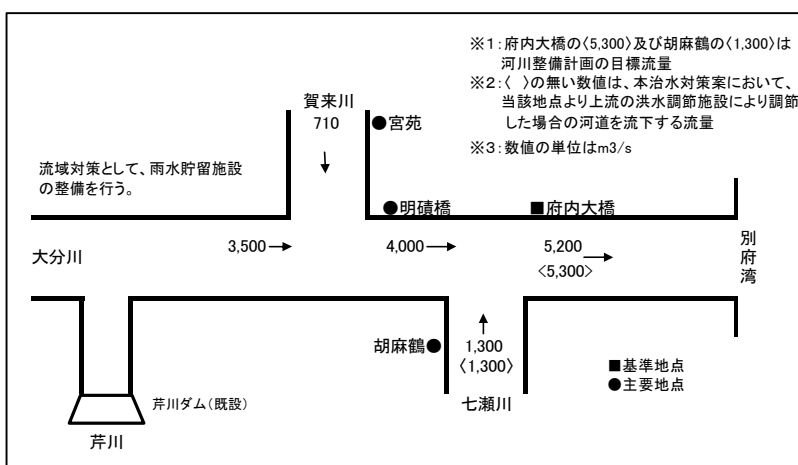 ※1：府内大橋の〈5,300〉及び胡麻鶴の〈1,300〉は
河川整備計画の目標流量
※2：〈　〉の無い数値は、本治水対策案において、
当該地点より上流の洪水調節施設により調節
した場合の河道を流下する流量
※3：数値の単位はm3/s
賀来川
710
↓
●宮苑
流域対策として、雨水貯留施設
の整備を行う。
●明磧橋
■府内大橋
大分川
3,500→
4,000→
5,200
→
〈5,300〉
別府湾
胡麻鶴●
↑
1,300
〈1,300〉
七瀬川
■基準地点
●主要地点
芹川ダム（既設）
芹川